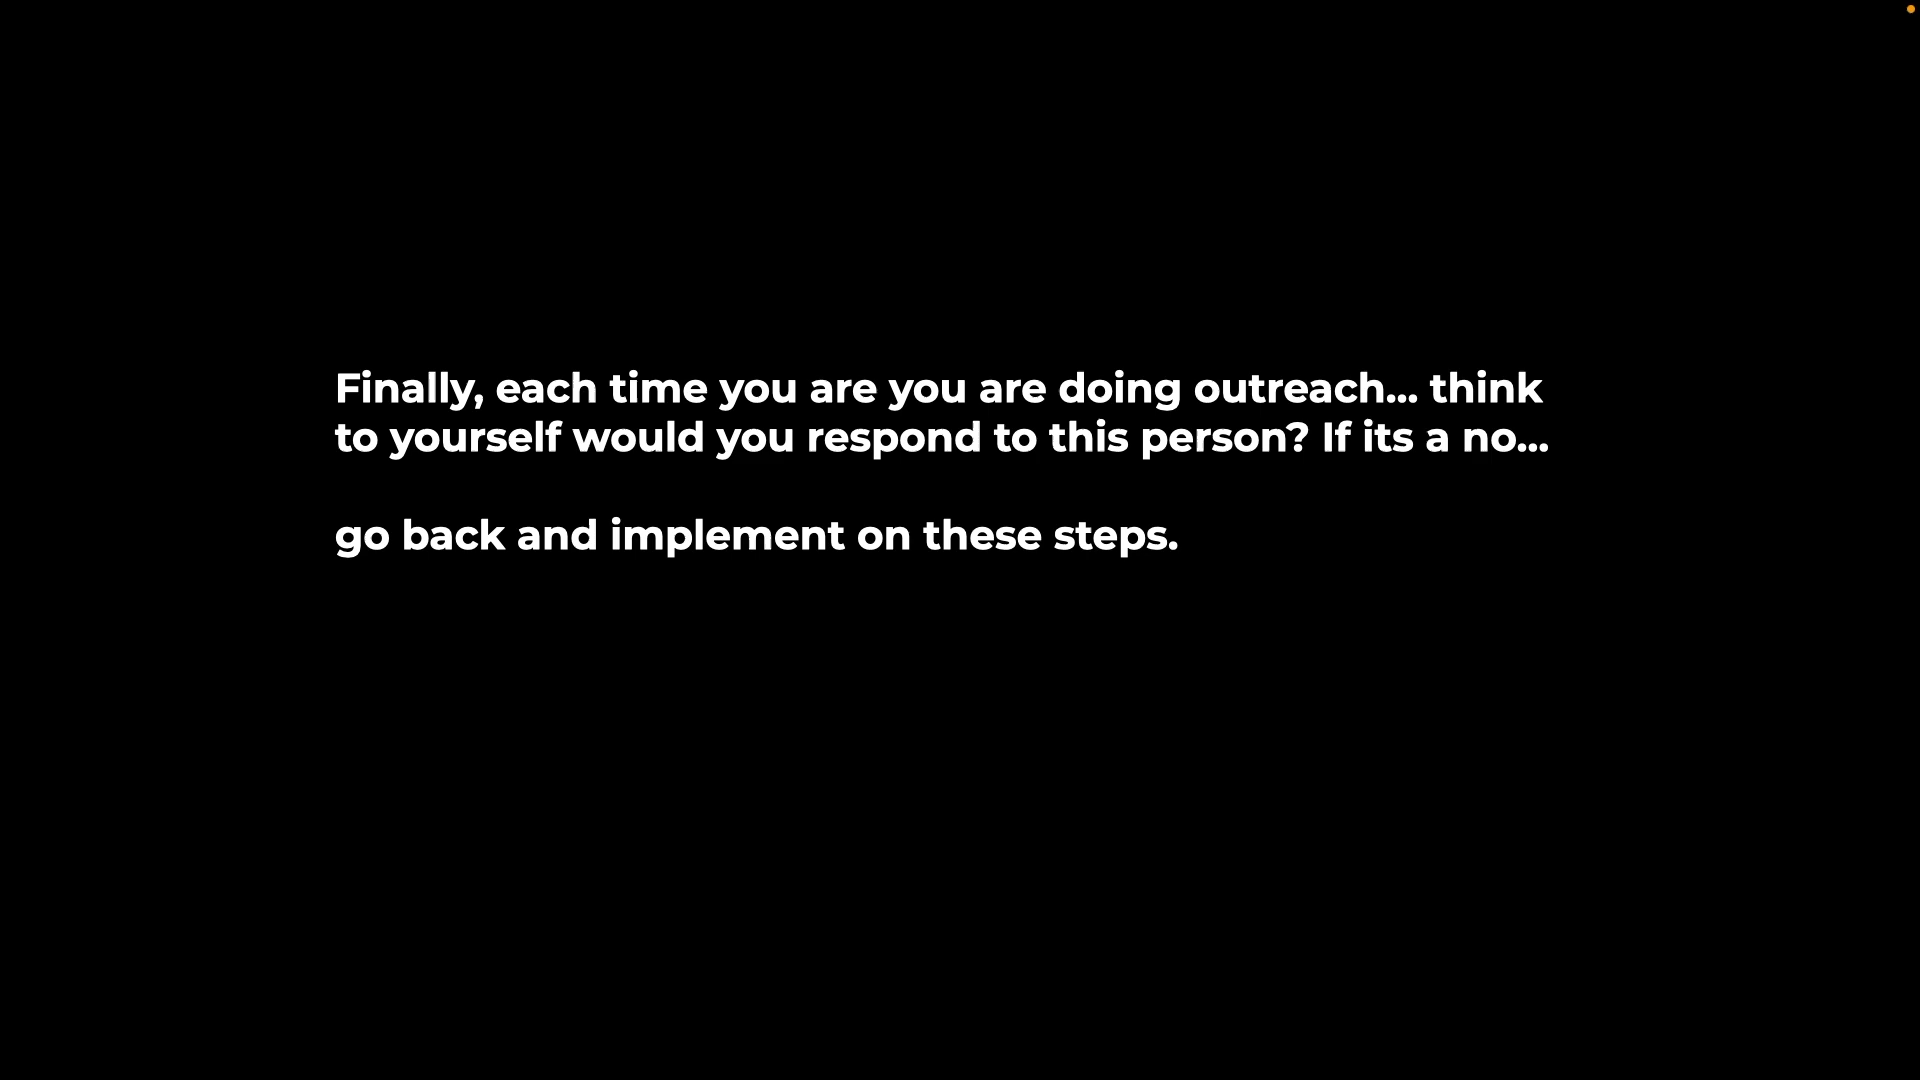 Finally, each time you are you are doing outreach... think
to yourself would you respond to this person? If its a no...
go back and implement on these steps.